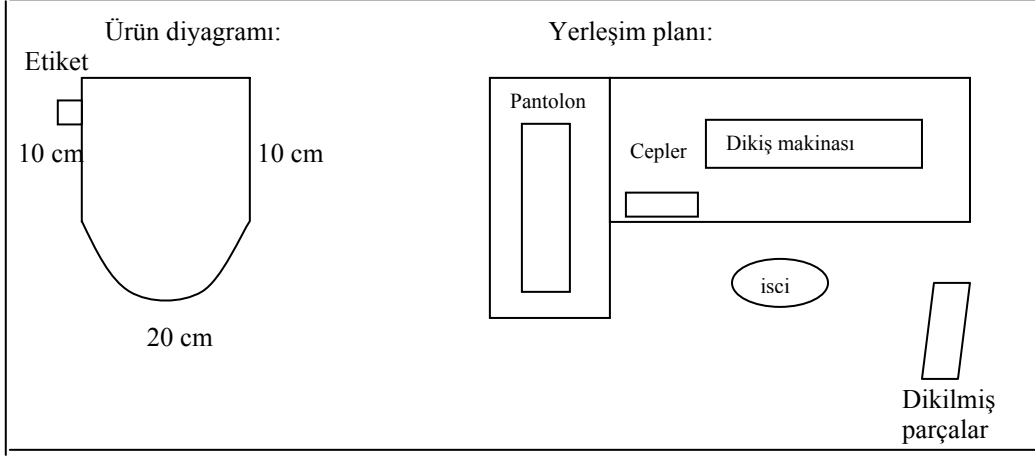 Ürün diyagramı:
Etiket
10 cm
10 cm
20 cm
Yerleşim planı:
Pantolon
Cepler
Dikiş makinası
isci
Dikilmiş
parçalar